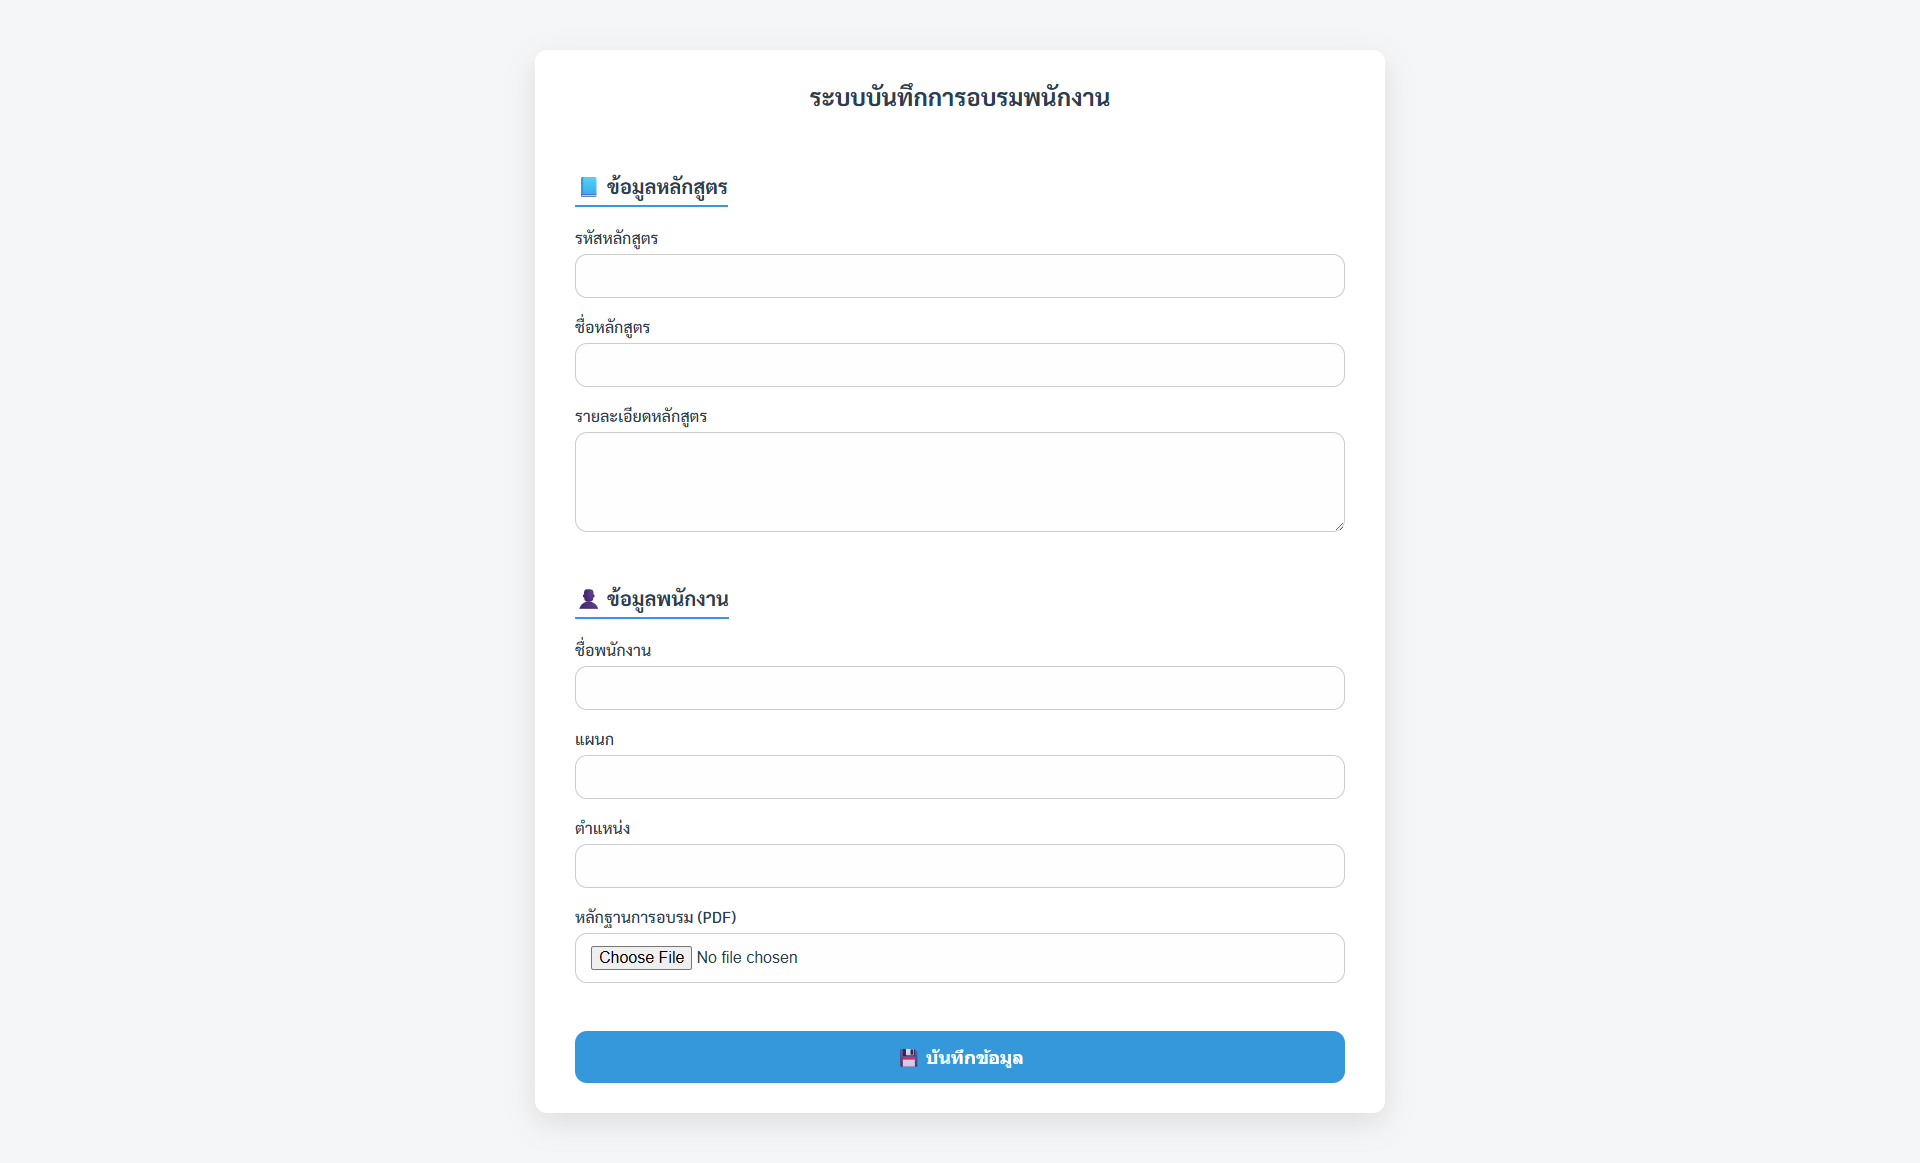 ระบบบันทึกการอบรมพนักงาน
📘 ข้อมูลหลักสูตร
รหัสหลักสูตร
ชื่อหลักสูตร
รายละเอียดหลักสูตร
👤 ข้อมูลพนักงาน
ชื่อพนักงาน
แผนก
ตำแหน่ง
หลักฐานการอบรม (PDF)
Choose File No file chosen
💾 บันทึกข้อมูล